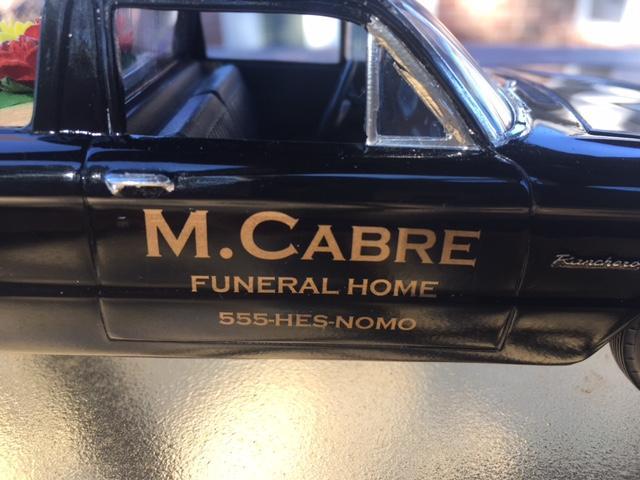 M.CABRE
FUNERAL HOME
555-HES-NOMO
Ranchero